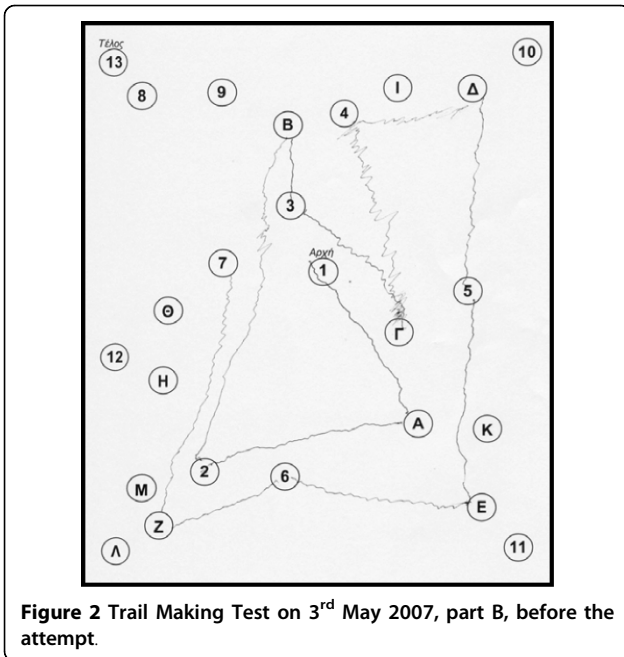 Τέλος
13
10
8
9
Ι
Δ
4
Β
3
Αρχή
7
1
5
Θ
Γ
12
Η
Α
Κ
2
6
Μ
Ε
Ζ
Λ
11
Figure 2 Trail Making Test on 3rd May 2007, part B, before the
attempt.